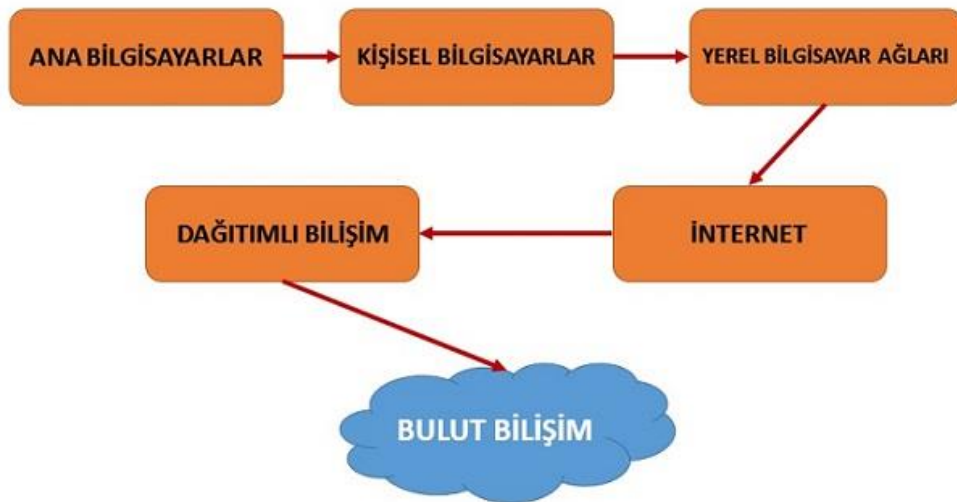 ANA BİLGİSAYARLAR
KİŞİSEL BİLGİSAYARLAR
YEREL BİLGİSAYAR AĞLARI
İNTERNET
DAĞITIMLI BİLİŞİM
BULUT BİLİŞİM